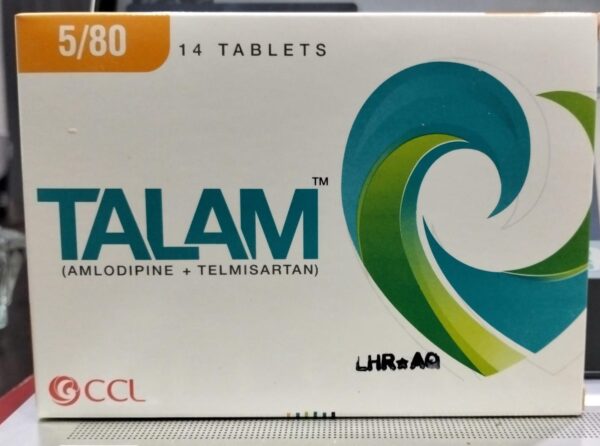 5/80
14 TABLETS
TALAM™
(AMLODIPINE + TELMISARTAN)
LHR★AQ
CCL